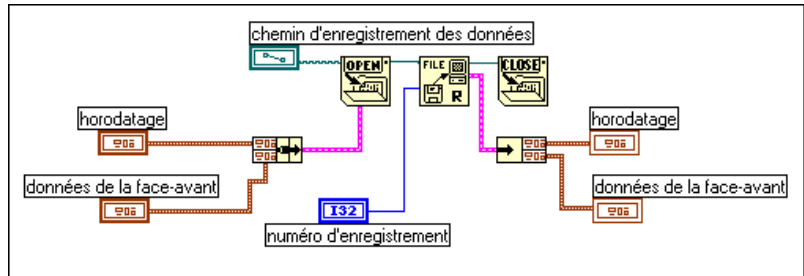 chemin d'enregistrement des données
OPEN
FILE
R
CLOSE
horodatage
horodatage
données de la face-avant
données de la face-avant
I32
numéro d'enregistrement